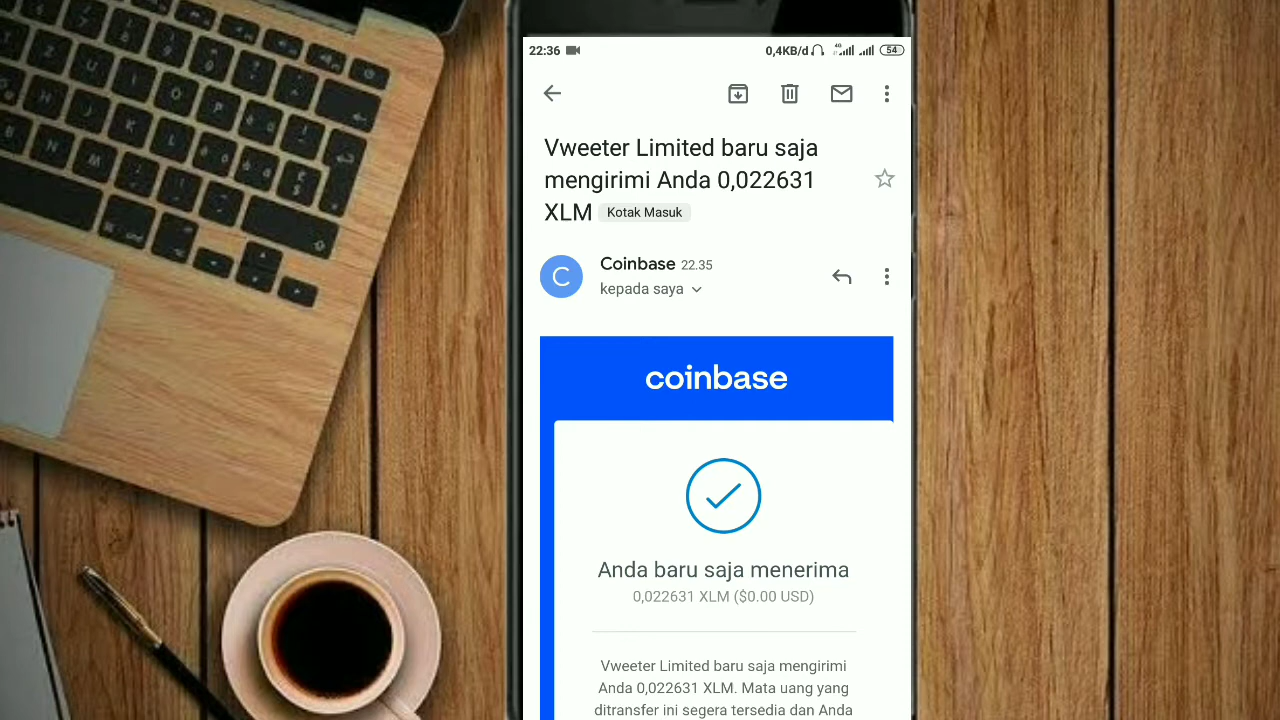 22:36
0,4KB/d 4G 54
Vweeter Limited baru saja
mengirimi Anda 0,022631
XLM Kotak Masuk
C
Coinbase 22.35
kepada saya
coinbase
Anda baru saja menerima
0,022631 XLM ($0.00 USD)
Vweeter Limited baru saja mengirimi
Anda 0,022631 XLM. Mata uang yang
ditransfer ini segera tersedia dan Anda